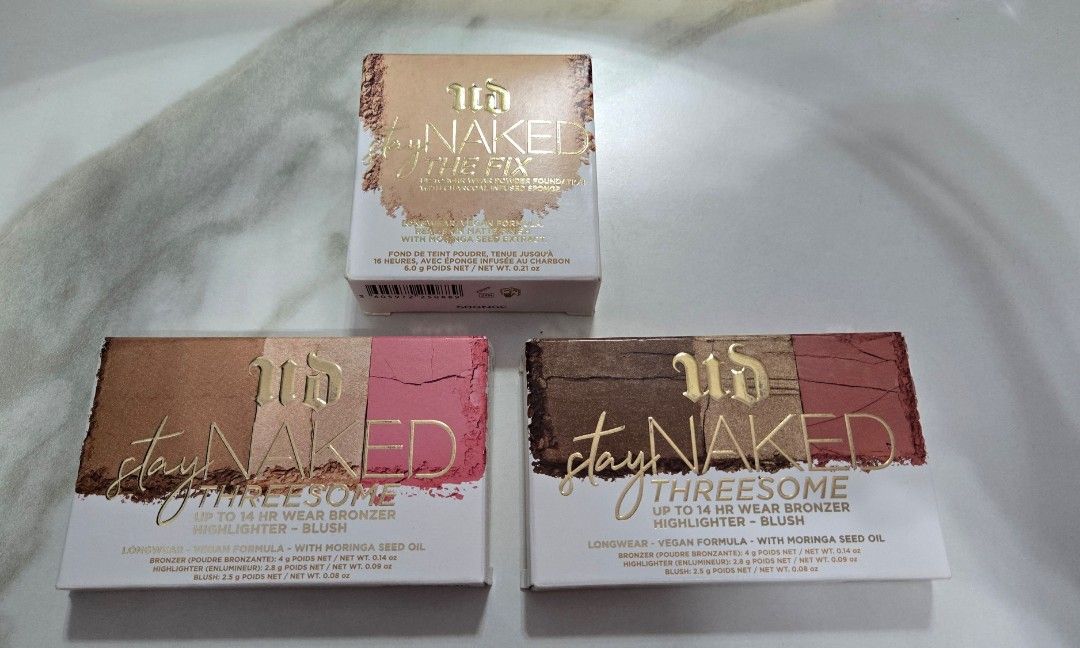 UD
stay NAKED
THE FIX
POWDER FOUNDATION
WITH CHARCOAL INFUSED SPONGE
LONGWEAR - VEGAN FORMULA
MATTE
WITH MORINGA SEED EXTRACT
FOND DE TEINT POUDRE, TENUE JUSQU'À
16 HEURES, AVEC ÉPONGE INFUSÉE AU CHARBON
6.0 g POIDS NET / NET WT. 0.21 oz
UD
stay NAKED
THREESOME
UP TO 14 HR WEAR BRONZER
HIGHLIGHTER – BLUSH
LONGWEAR - VEGAN FORMULA - WITH MORINGA SEED OIL
BRONZER (POUDRE BRONZANTE): 4 g POIDS NET / NET WT. 0.14 oz
HIGHLIGHTER (ENLUMINEUR): 2.8 g POIDS NET / NET WT. 0.09 oz
BLUSH: 2.5 g POIDS NET / NET WT. 0.08 oz
UD
stay NAKED
THREESOME
UP TO 14 HR WEAR BRONZER
HIGHLIGHTER – BLUSH
LONGWEAR - VEGAN FORMULA - WITH MORINGA SEED OIL
BRONZER (POUDRE BRONZANTE): 4 g POIDS NET / NET WT. 0.14 oz
HIGHLIGHTER (ENLUMINEUR): 2.8 g POIDS NET / NET WT. 0.09 oz
BLUSH: 2.5 g POIDS NET / NET WT. 0.08 oz